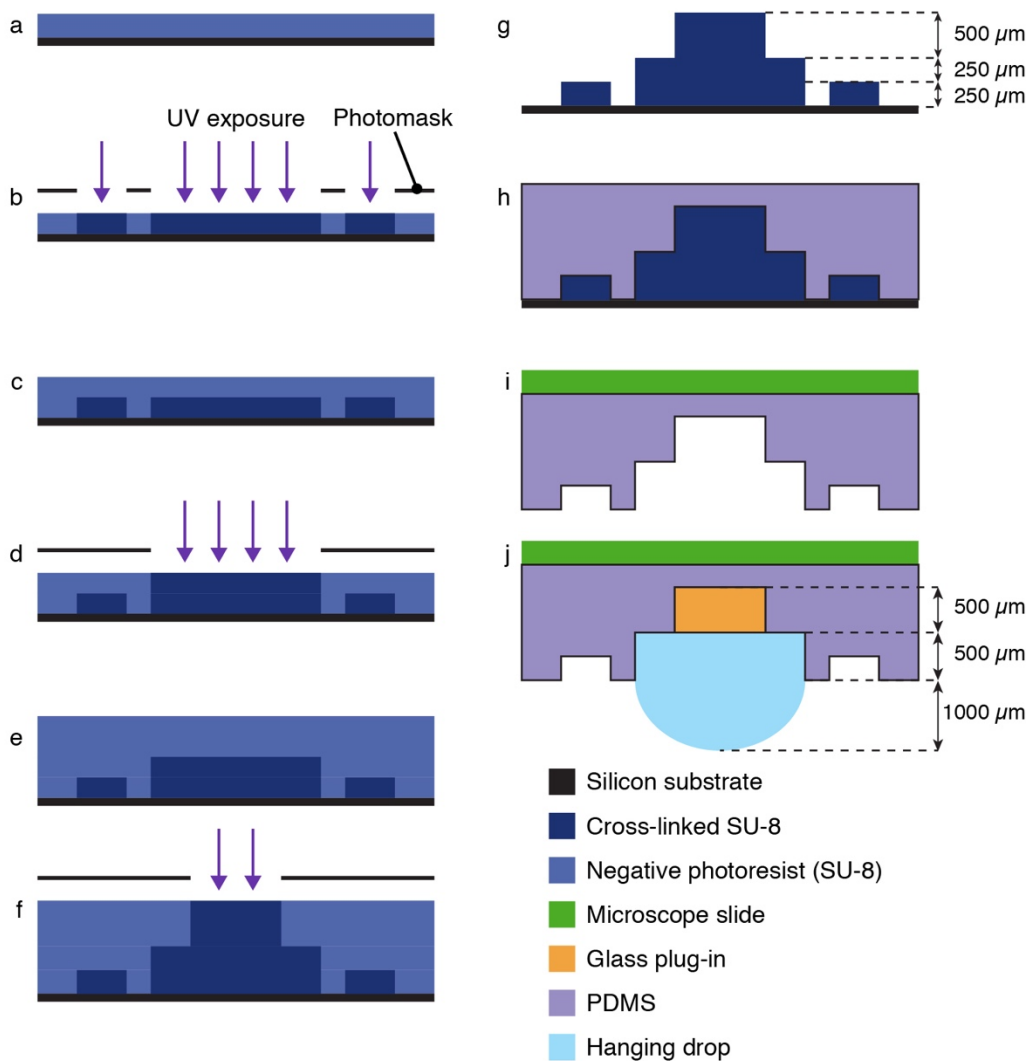 a
UV exposure
Photomask
b
c
d
e
f
g
500 µm
250 µm
250 µm
h
i
j
500 µm
500 µm
1000 µm
Silicon substrate
Cross-linked SU-8
Negative photoresist (SU-8)
Microscope slide
Glass plug-in
PDMS
Hanging drop